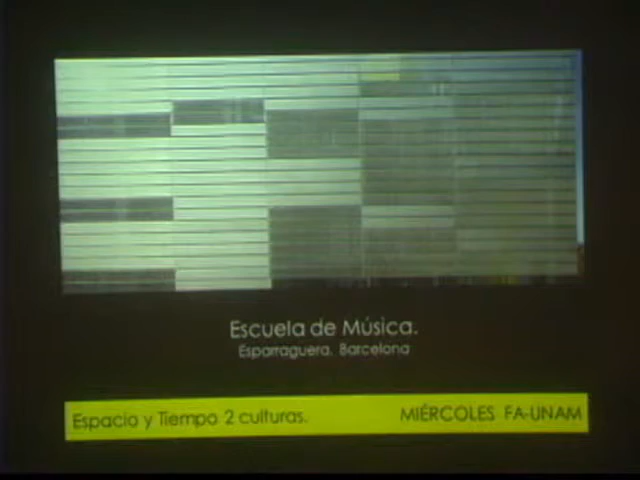 Escuela de Música.
Esparraguera. Barcelona
Espacio y Tiempo 2 culturas.
MIÉRCOLES FA-UNAM